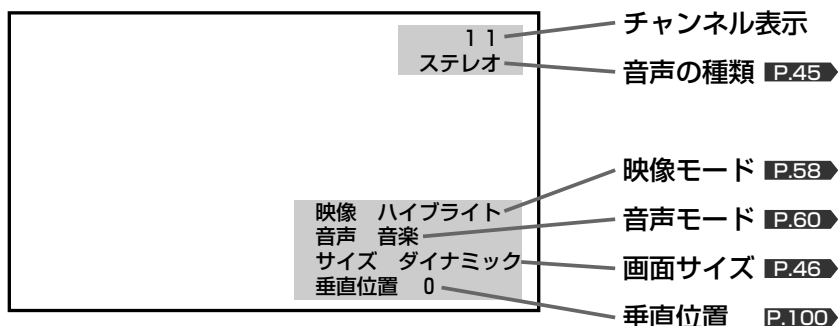 １１
ステレオ
チャンネル表示
音声の種類 P.45
映像 ハイブライト
音声 音楽
サイズ ダイナミック
垂直位置 0
映像モード P.58
音声モード P.60
画面サイズ P.46
垂直位置 P.100